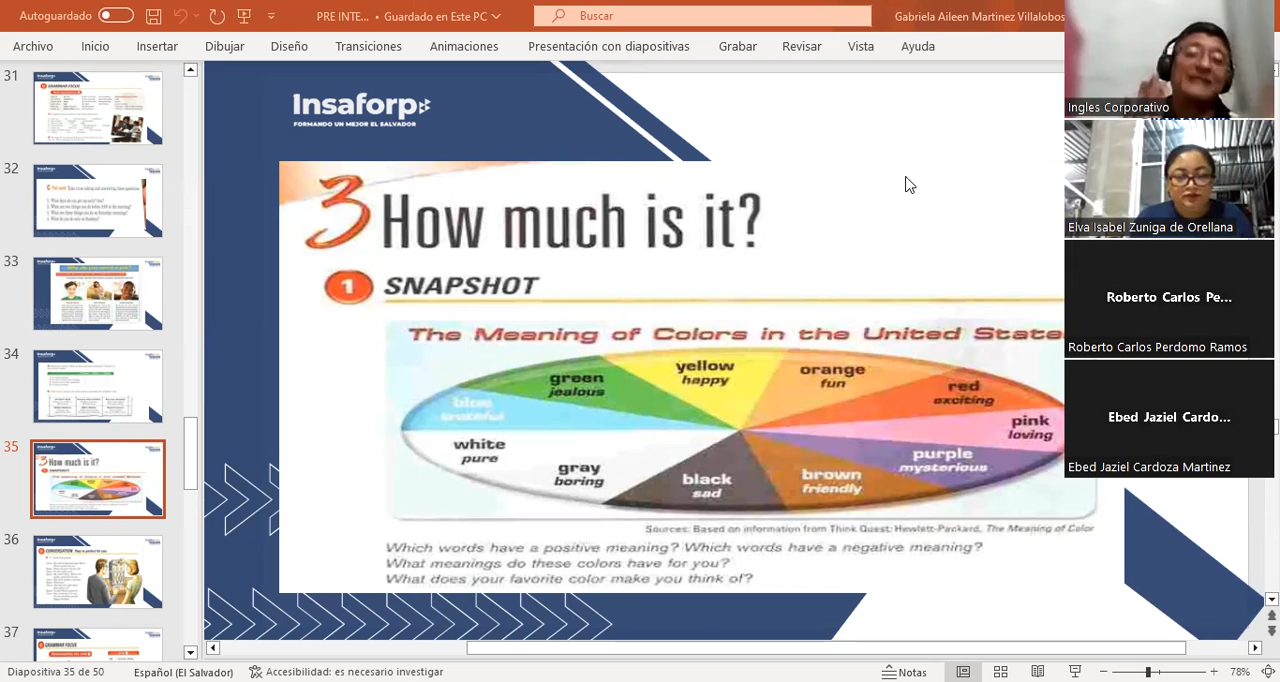 Autoguardado
PRE INTE... • Guardado en Este PC
Buscar
Gabriela Aileen Martinez Villalobos
Archivo Inicio Insertar Dibujar Diseño Transiciones Animaciones Presentación con diapositivas Grabar Revisar Vista Ayuda
31
32
33
34
35
36
37
Insaforp
FORMANDO UN MEJOR EL SALVADOR
3 How much is it?
1 SNAPSHOT
The Meaning of Colors in the United State
blue
truteful
green
jealous
yellow
happy
orange
fun
red
exciting
pink
loving
white
pure
gray
boring
black
sad
brown
friendly
purple
mysterious
Sources: Based on information from Think Quest; Hewlett-Packard, The Meaning of Color
Which words have a positive meaning? Which words have a negative meaning?
What meanings do these colors have for you?
What does your favorite color make you think of?
Ingles Corporativo
Elva Isabel Zuniga de Orellana
Roberto Carlos Pe...
Roberto Carlos Perdomo Ramos
Ebed Jaziel Cardo...
Ebed Jaziel Cardoza Martinez
Diapositiva 35 de 50
Español (El Salvador)
Accesibilidad: es necesario investigar
Notas
78%